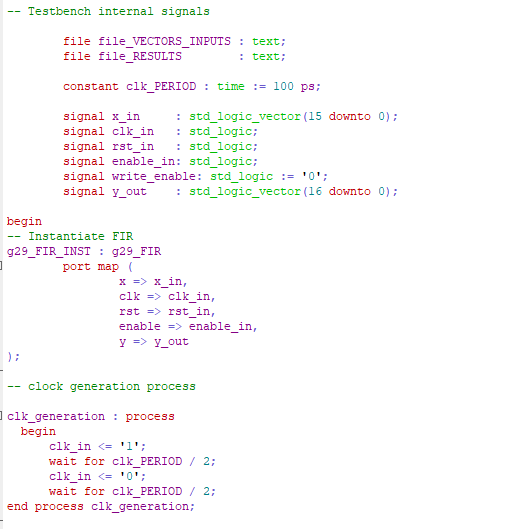 -- Testbench internal signals
file file_VECTORS_INPUTS : text;
file file_RESULTS : text;
constant clk_PERIOD : time := 100 ps;
signal x_in : std_logic_vector(15 downto 0);
signal clk_in : std_logic;
signal rst_in : std_logic;
signal enable_in: std_logic;
signal write_enable: std_logic := '0';
signal y_out : std_logic_vector(16 downto 0);
begin
-- Instantiate FIR
g29_FIR_INST : g29_FIR
port map (
x => x_in,
clk => clk_in,
rst => rst_in,
enable => enable_in,
y => y_out
);
-- clock generation process
clk_generation : process
begin
clk_in <= '1';
wait for clk_PERIOD / 2;
clk_in <= '0';
wait for clk_PERIOD / 2;
end process clk_generation;